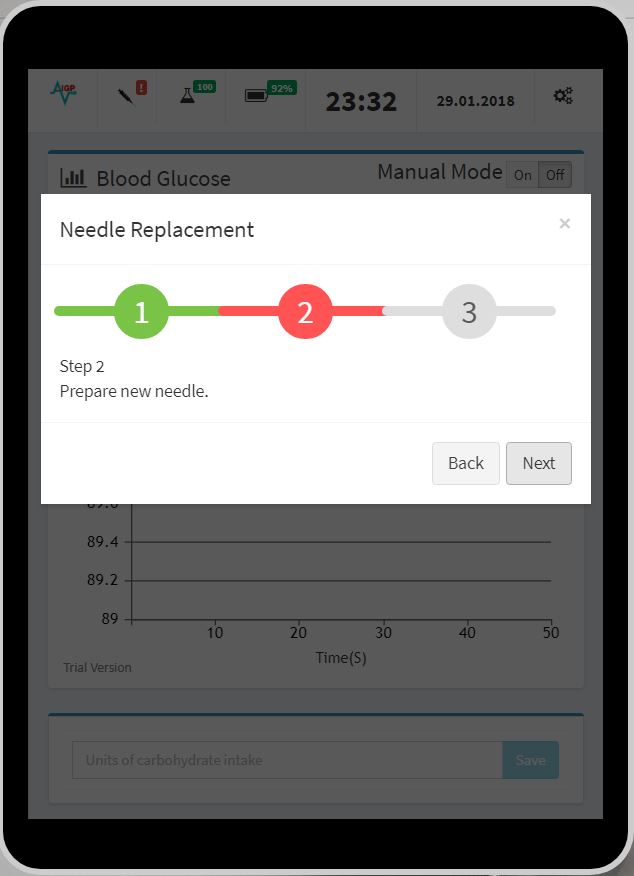 AIGP
!
100
92%
23:32
29.01.2018
Blood Glucose
Manual Mode
On
Off
Needle Replacement
×
1
2
3
Step 2
Prepare new needle.
Back
Next
89.6
89.4
89.2
89
10
20
30
40
50
Time(S)
Trial Version
Units of carbohydrate intake
Save